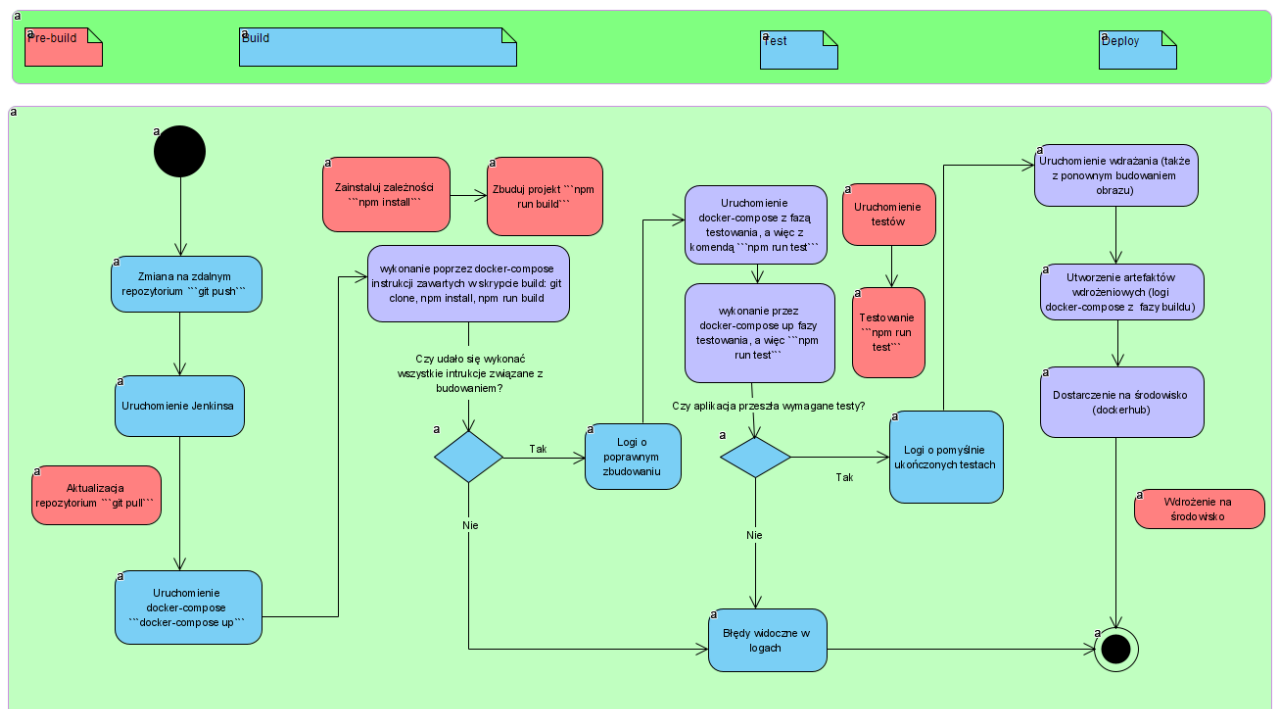 a
a
Pre-build
a
Build
a
Test
a
Deploy
a
a
a
Zmiana na zdalnym
repozytorium ```git push```
a
Uruchomienie Jenkinsa
a
Aktualizacja
repozytorium ```git pull```
a
Uruchomienie
docker-compose
```docker-compose up```
a
Zainstaluj zależności
```npm install```
a
Zbuduj projekt ```npm
run build```
a
wykonanie poprzez docker-compose
instrukcji zawartych w skrypcie build: git
clone, npm install, npm run build
Czy udało się wykonać
wszystkie intrukcje związane z
budowaniem?
a
Tak
Nie
a
Logi o
poprawnym
zbudowaniu
a
Uruchomienie
docker-compose z fazą
testowania, a więc z
komendą ```npm run test```
a
wykonanie przez
docker-compose up fazy
testowania, a więc ```npm
run test```
a
Uruchomienie
testów
a
Testowanie
```npm run
test```
Czy aplikacja przeszła wymagane testy?
a
Tak
Nie
a
Logi o pomyślnie
ukończonych testach
a
Błędy widoczne w
logach
a
Uruchomienie wdrażania (także
z ponownym budowaniem
obrazu)
a
Utworzenie artefaktów
wdrożeniowych (logi
docker-compose z fazy buildu)
a
Dostarczenie na środowisko
(dockerhub)
a
Wdrożenie na
środowisko
a